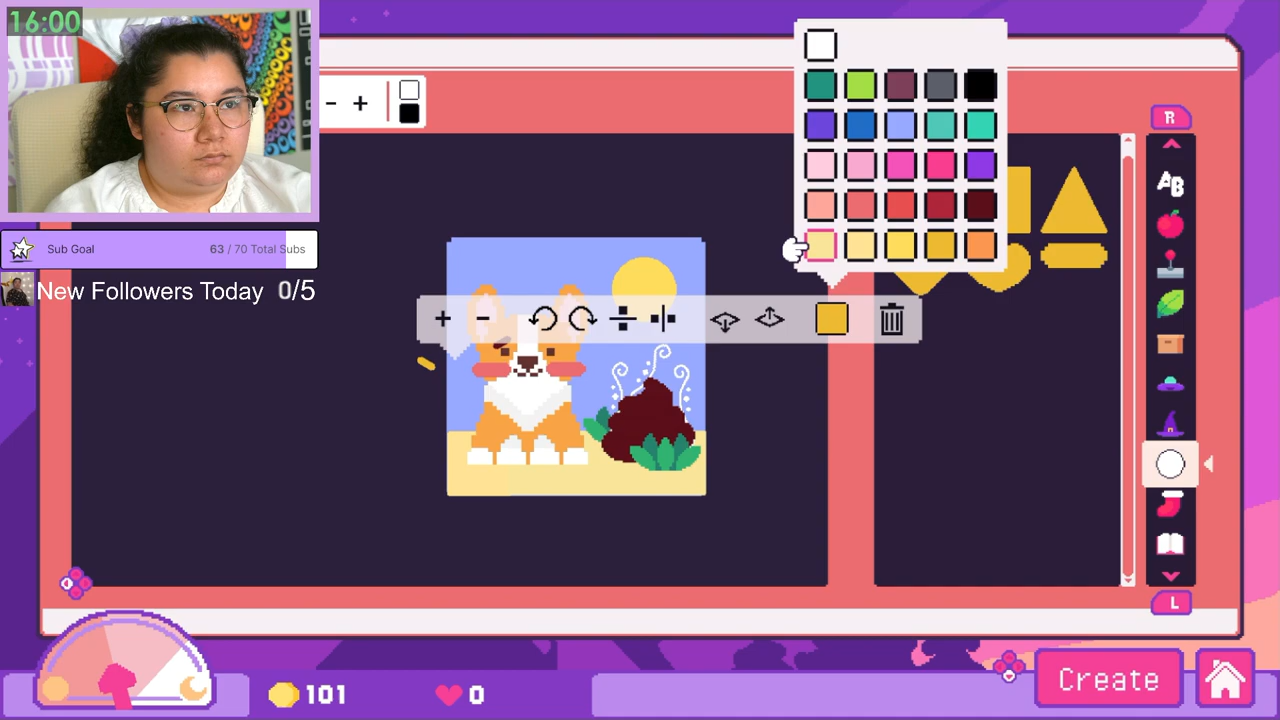 16:00
Sub Goal 63 / 70 Total Subs
New Followers Today 0/5
R
AB
L
101
0
Create